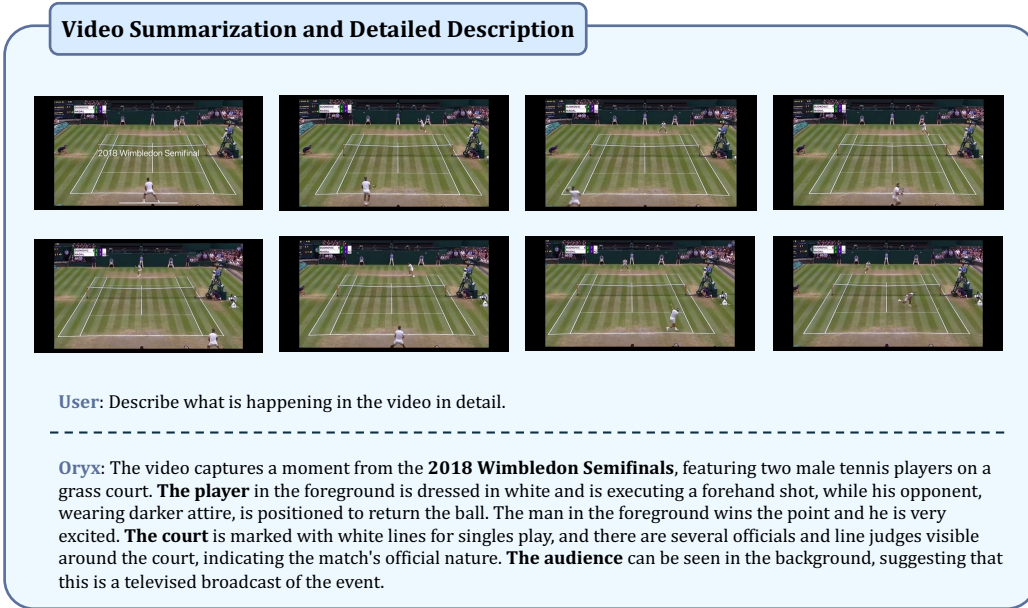 Video Summarization and Detailed Description
2018 Wimbledon Semifinal
User: Describe what is happening in the video in detail.
Oryx: The video captures a moment from the 2018 Wimbledon Semifinals, featuring two male tennis players on a
grass court. The player in the foreground is dressed in white and is executing a forehand shot, while his opponent,
wearing darker attire, is positioned to return the ball. The man in the foreground wins the point and he is very
excited. The court is marked with white lines for singles play, and there are several officials and line judges visible
around the court, indicating the match's official nature. The audience can be seen in the background, suggesting that
this is a televised broadcast of the event.